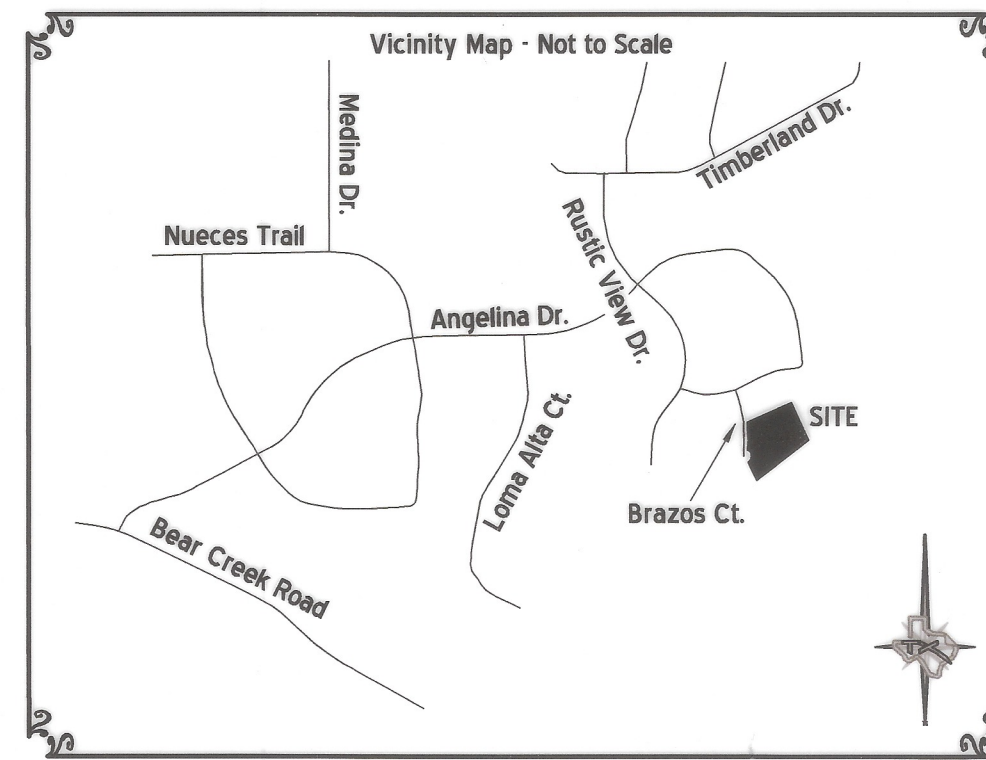 Vicinity Map - Not to Scale
Medina Dr.
Timberland Dr.
Nueces Trail
Rustic View Dr.
Angelina Dr.
Loma Alta Ct.
SITE
Brazos Ct.
Bear Creek Road
TX